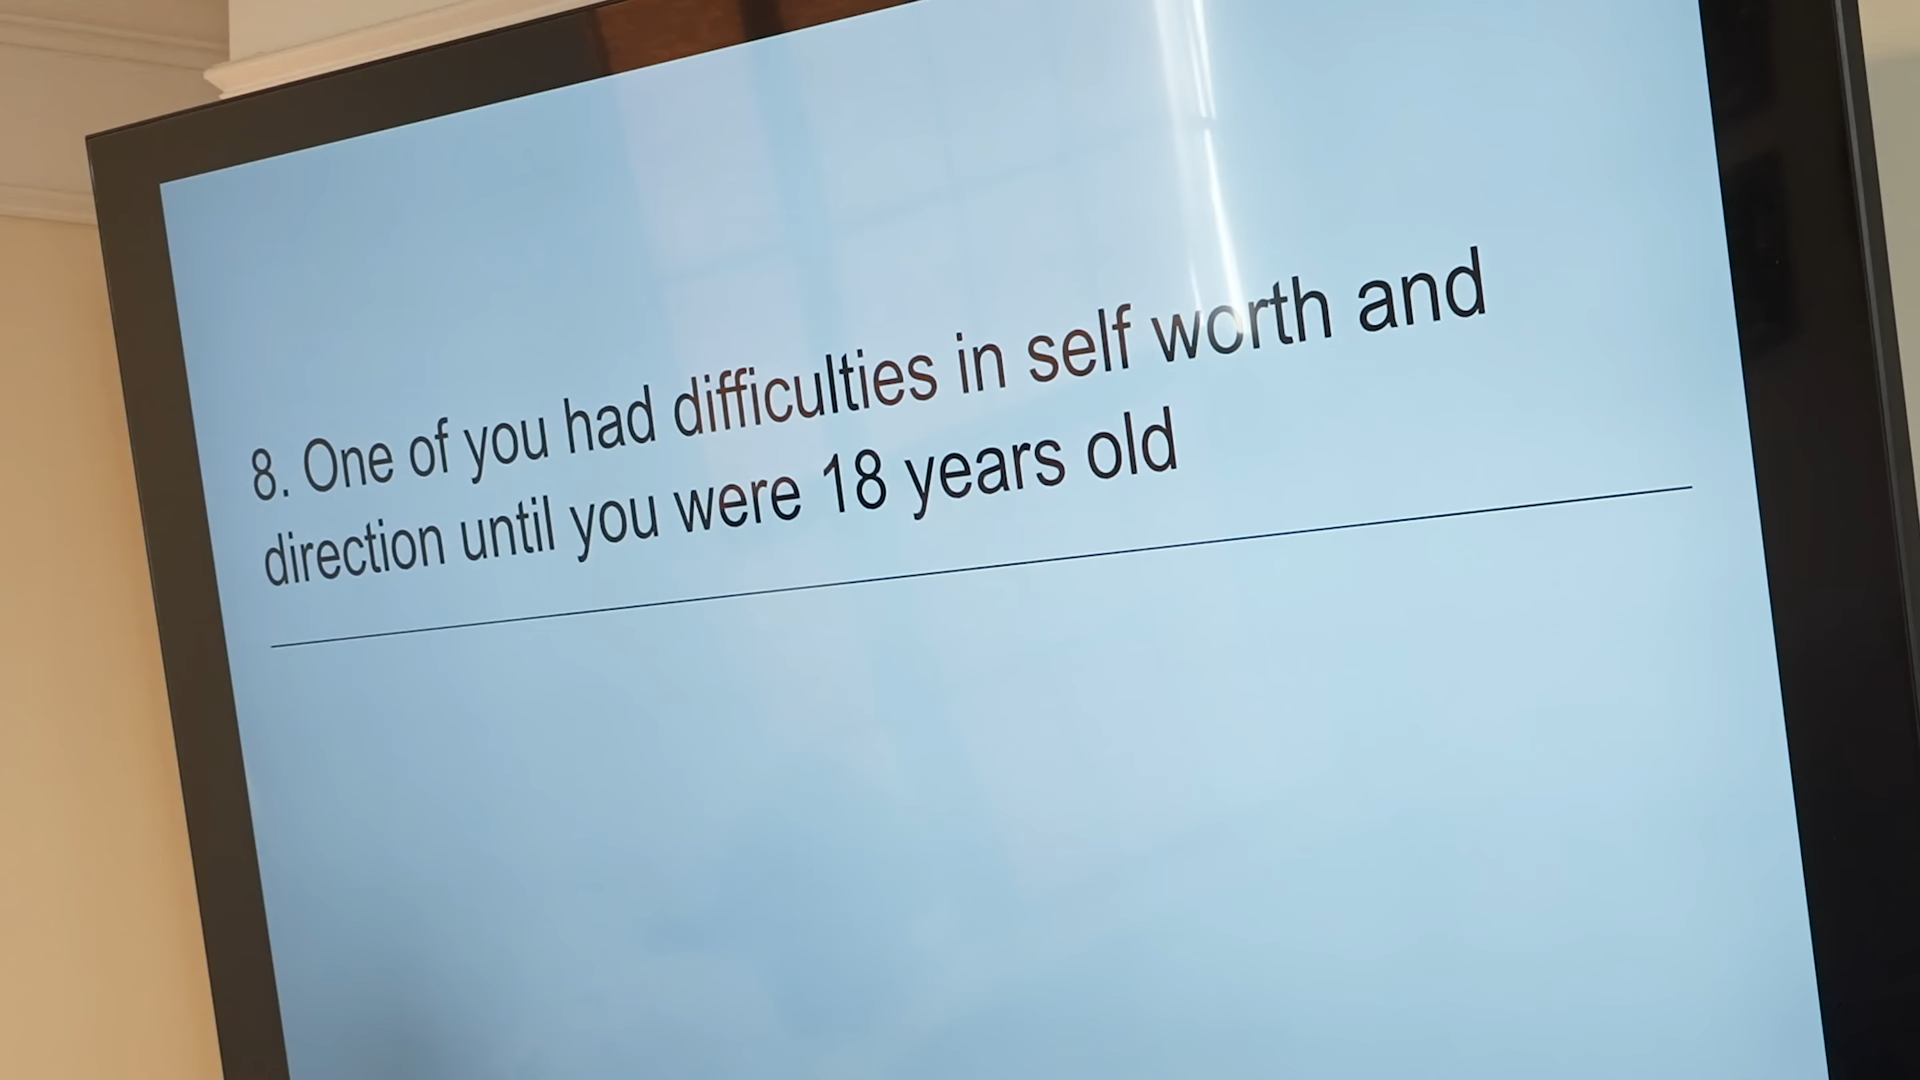 8. One of you had difficulties in self worth and
direction until you were 18 years old